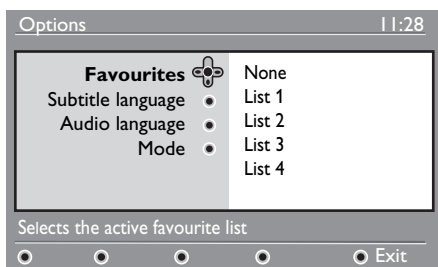 Options 11:28
Favourites None
Subtitle language List 1
Audio language List 2
Mode List 3
List 4
Selects the active favourite list
Exit